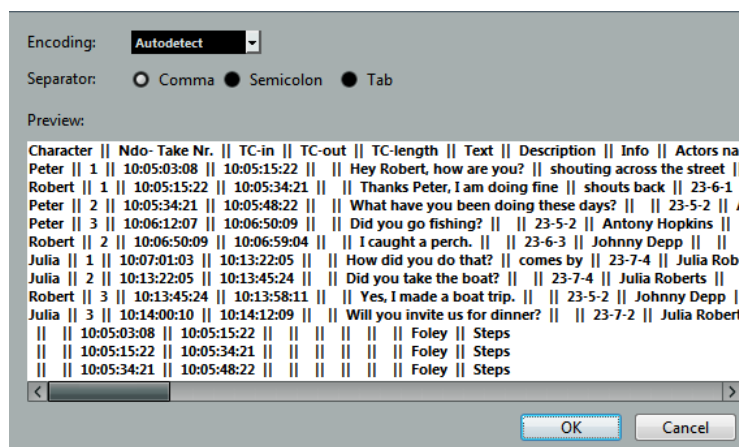 Encoding: Autodetect
Separator: Comma Semicolon Tab
Preview:
Character || Ndo- Take Nr. || TC-in || TC-out || TC-length || Text || Description || Info || Actors na
Peter || 1 || 10:05:03:08 || 10:05:15:22 || || Hey Robert, how are you? || shouting across the street ||
Robert || 1 || 10:05:15:22 || 10:05:34:21 || || Thanks Peter, I am doing fine || shouts back || 23-6-1
Peter || 2 || 10:05:34:21 || 10:05:48:22 || || What have you been doing these days? || || 23-5-2 ||
Peter || 3 || 10:06:12:07 || 10:06:50:09 || || Did you go fishing? || || 23-5-2 || Antony Hopkins ||
Robert || 2 || 10:06:50:09 || 10:06:59:04 || || I caught a perch. || || 23-6-3 || Johnny Depp || ||
Julia || 1 || 10:07:01:03 || 10:13:22:05 || || How did you do that? || comes by || 23-7-4 || Julia Rob
Julia || 2 || 10:13:22:05 || 10:13:45:24 || || Did you take the boat? || || 23-7-4 || Julia Roberts ||
Robert || 3 || 10:13:45:24 || 10:13:58:11 || || Yes, I made a boat trip. || || 23-5-2 || Johnny Depp ||
Julia || 3 || 10:14:00:10 || 10:14:12:09 || || Will you invite us for dinner? || || 23-7-2 || Julia Robert
|| || 10:05:03:08 || 10:05:15:22 || || || || || || Foley || Steps
|| || 10:05:15:22 || 10:05:34:21 || || || || || || Foley || Steps
|| || 10:05:34:21 || 10:05:48:22 || || || || || || Foley || Steps
OK Cancel